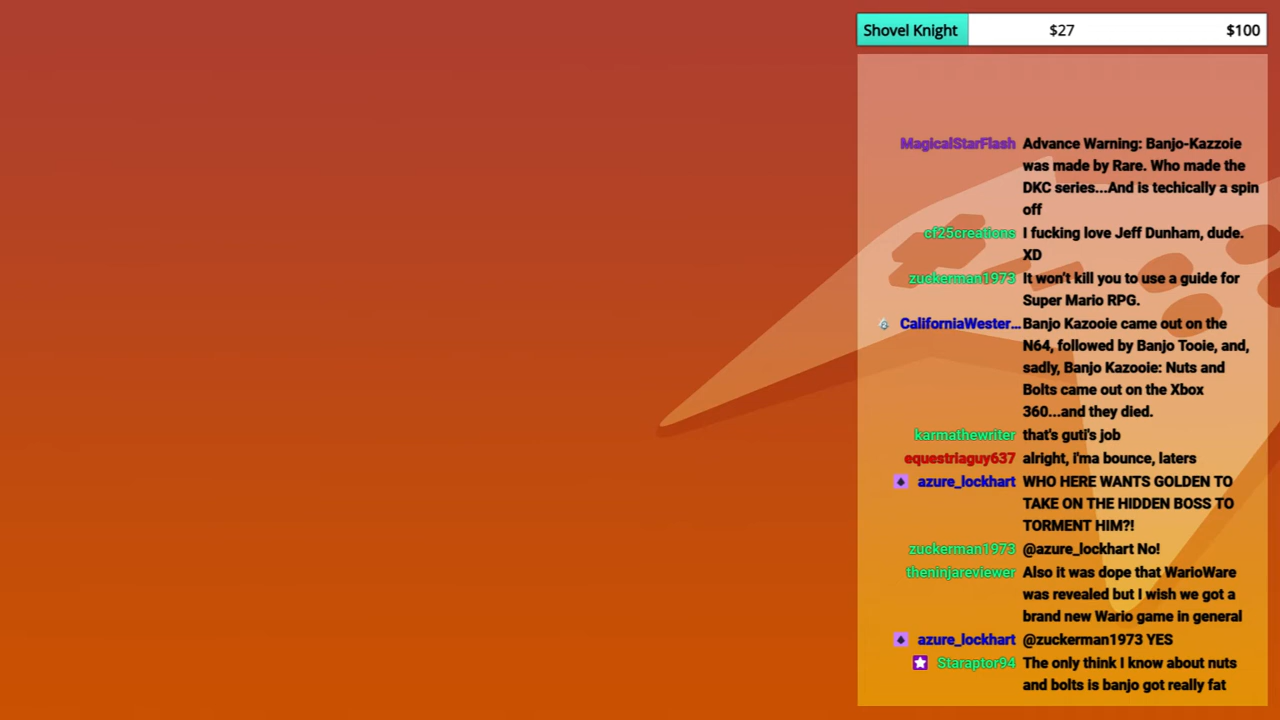 Shovel Knight $27 $100
MagicalStarFlash Advance Warning: Banjo-Kazzoie
was made by Rare. Who made the
DKC series...And is techically a spin
off
cf25creations I fucking love Jeff Dunham, dude.
XD
zuckerman1973 It won't kill you to use a guide for
Super Mario RPG.
CaliforniaWester... Banjo Kazooie came out on the
N64, followed by Banjo Tooie, and,
sadly, Banjo Kazooie: Nuts and
Bolts came out on the Xbox
360...and they died.
karmathewriter that's guti's job
equestriaguy637 alright, i'ma bounce, laters
azure_lockhart WHO HERE WANTS GOLDEN TO
TAKE ON THE HIDDEN BOSS TO
TORMENT HIM?!
zuckerman1973 @azure_lockhart No!
theninjareviewer Also it was dope that WarioWare
was revealed but I wish we got a
brand new Wario game in general
azure_lockhart @zuckerman1973 YES
Staraptor94 The only think I know about nuts
and bolts is banjo got really fat